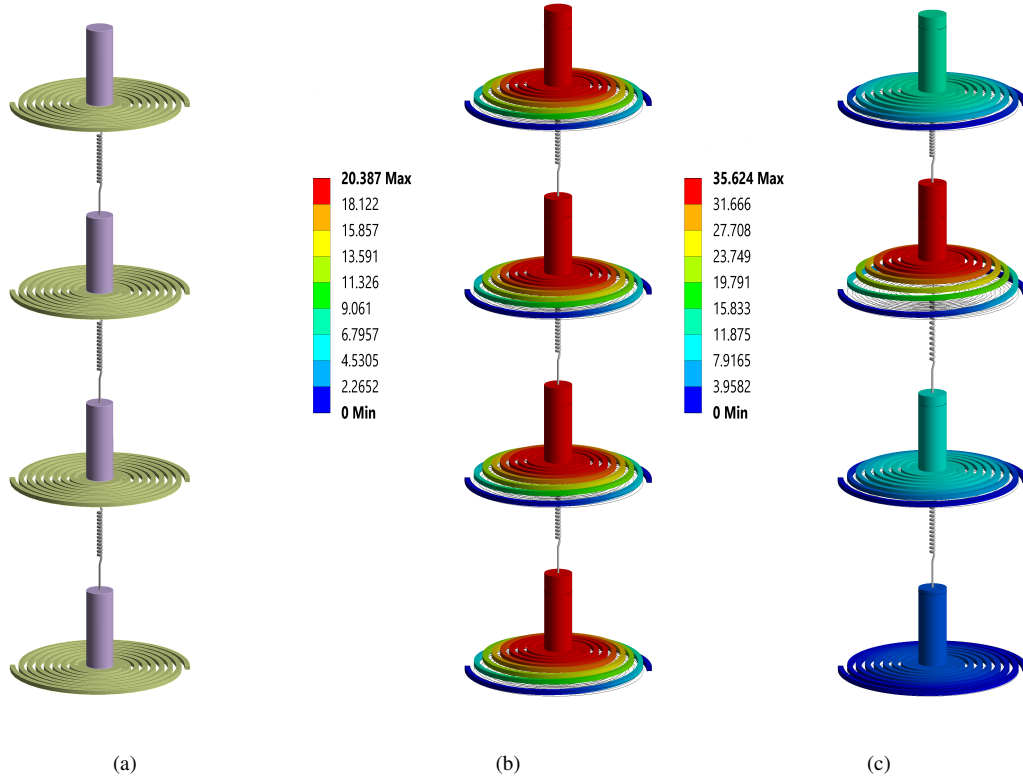 20.387 Max
18.122
15.857
13.591
11.326
9.061
6.7957
4.5305
2.2652
0 Min
35.624 Max
31.666
27.708
23.749
19.791
15.833
11.875
7.9165
3.9582
0 Min
(a)
(b)
(c)